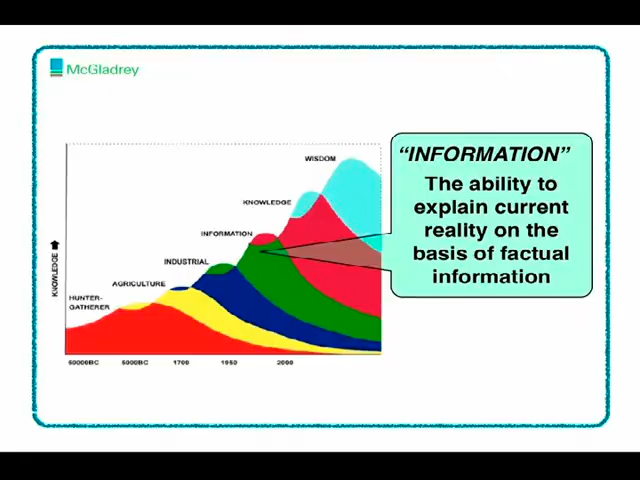 McGladrey
WISDOM
KNOWLEDGE
INFORMATION
INDUSTRIAL
AGRICULTURE
HUNTER-
GATHERER
KNOWLEDGE
50000BC 5000BC 1700 1950 2000
“INFORMATION”
The ability to
explain current
reality on the
basis of factual
information